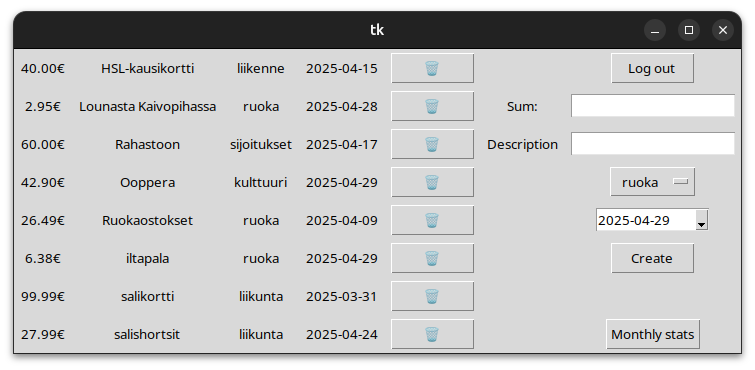 tk
40.00€ HSL-kausikortti liikenne 2025-04-15 Log out
2.95€ Lounasta Kaivopihassa ruoka 2025-04-28 Sum:
60.00€ Rahastoon sijoitukset 2025-04-17 Description
42.90€ Ooppera kulttuuri 2025-04-29 ruoka
26.49€ Ruokaostokset ruoka 2025-04-09 2025-04-29
6.38€ iltapala ruoka 2025-04-29 Create
99.99€ salikortti liikunta 2025-03-31
27.99€ salishortsit liikunta 2025-04-24 Monthly stats